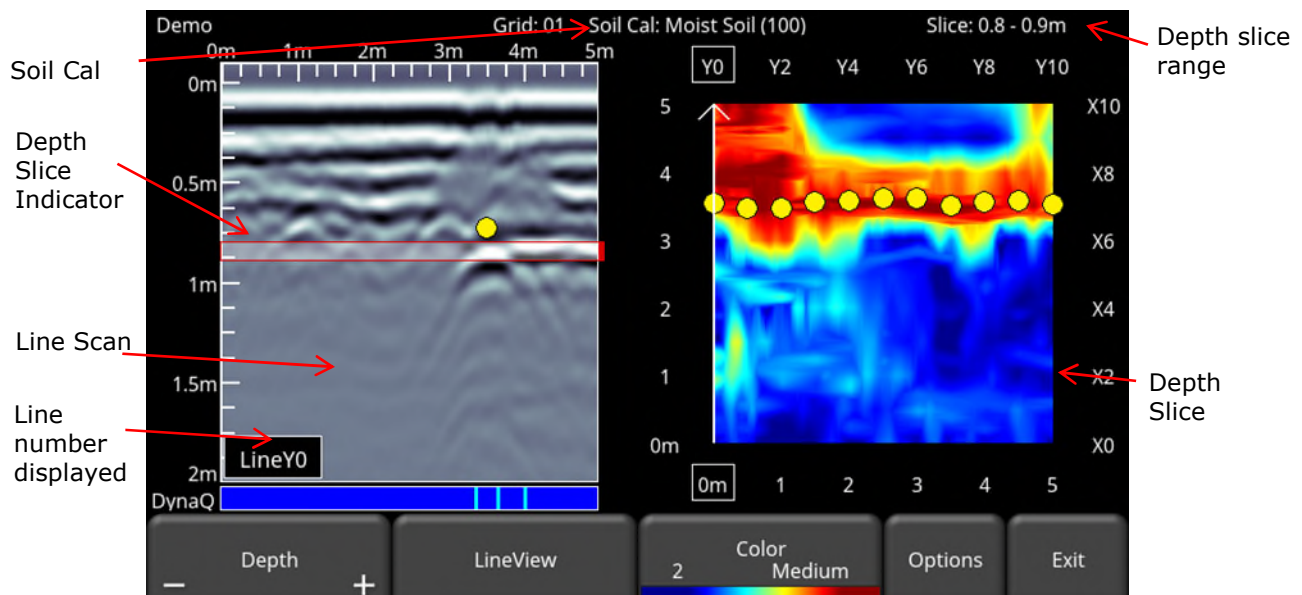 Demo
Grid: 01
Soil Cal: Moist Soil (100)
Slice: 0.8 - 0.9m
0m 1m 2m 3m 4m 5m
0m
0.5m
1m
1.5m
2m
LineY0
DynaQ
Y0 Y2 Y4 Y6 Y8 Y10
5
4
3
2
1
0m
X10
X8
X6
X4
X2
X0
0m 1 2 3 4 5
Depth
− +
LineView
Color
2 Medium
Options
Exit
Soil Cal
Depth
Slice
Indicator
Line Scan
Line
number
displayed
Depth slice
range
Depth
Slice